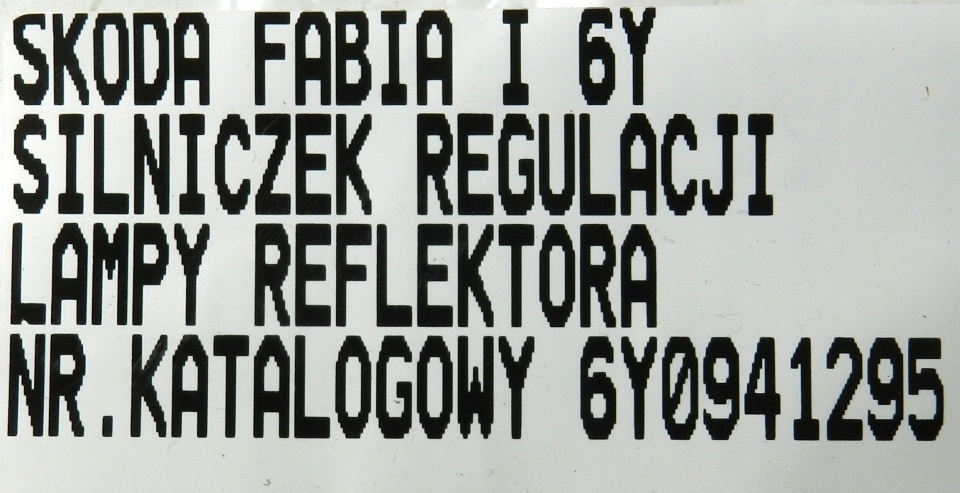 SKODA FABIA I 6Y
SILNICZEK REGULACJI
LAMPY REFLEKTORA
NR.KATALOGOWY 6Y0941295